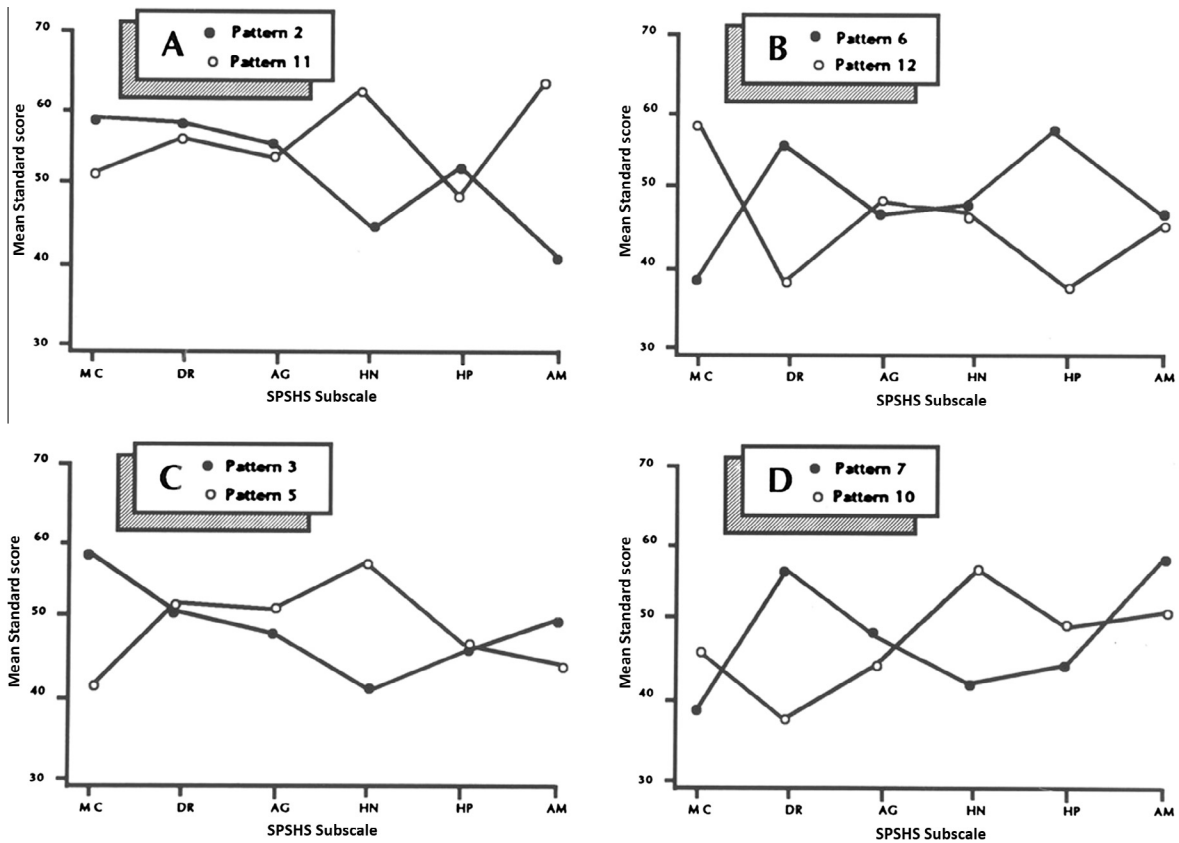 A
Pattern 2
Pattern 11
Mean Standard score
70
60
50
40
30
M C DR AG HN HP AM
SPSHS Subscale
B
Pattern 6
Pattern 12
Mean Standard score
70
60
50
40
30
M C DR AG HN HP AM
SPSHS Subscale
C
Pattern 3
Pattern 5
Mean Standard score
70
60
50
40
30
M C DR AG HN HP AM
SPSHS Subscale
D
Pattern 7
Pattern 10
Mean Standard score
70
60
50
40
30
M C DR AG HN HP AM
SPSHS Subscale